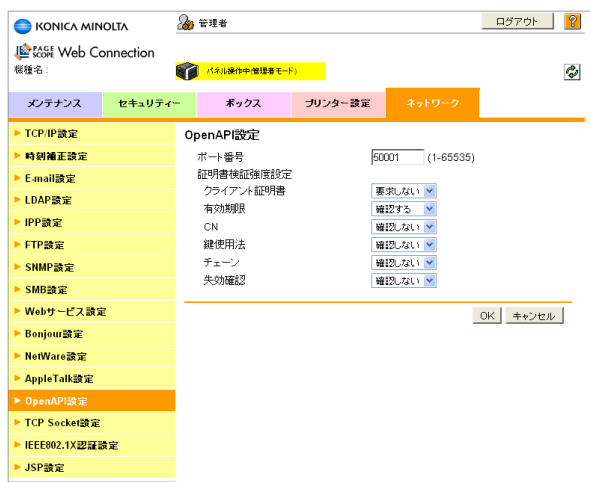 KONICA MINOLTA
管理者
ログアウト
?
PAGE SCOPE Web Connection
機種名:
パネル操作中(管理者モード)
メンテナンス
セキュリティー
ボックス
プリンター設定
ネットワーク
TCP/IP設定
時刻補正設定
E-mail設定
LDAP設定
IPP設定
FTP設定
SNMP設定
SMB設定
Webサービス設定
Bonjour設定
NetWare設定
AppleTalk設定
OpenAPI設定
TCP Socket設定
IEEE802.1X認証設定
JSP設定
OpenAPI設定
ポート番号 50001 (1-65535)
証明書検証強度設定
クライアント証明書 要求しない
有効期限 確認する
CN 確認しない
鍵使用法 確認しない
チェーン 確認しない
失効確認 確認しない
OK キャンセル